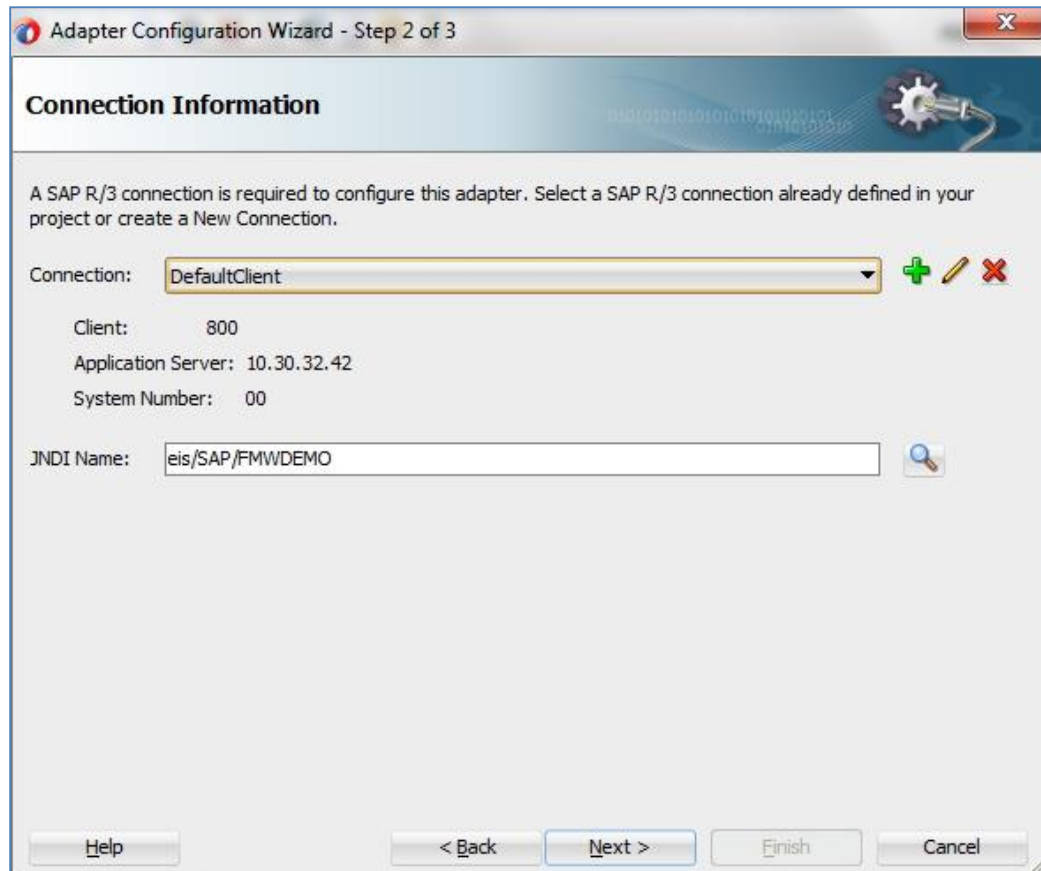 Adapter Configuration Wizard - Step 2 of 3
Connection Information
A SAP R/3 connection is required to configure this adapter. Select a SAP R/3 connection already defined in your
project or create a New Connection.
Connection: DefaultClient
Client: 800
Application Server: 10.30.32.42
System Number: 00
JNDI Name: eis/SAP/FMWDEMO
Help < Back Next > Finish Cancel